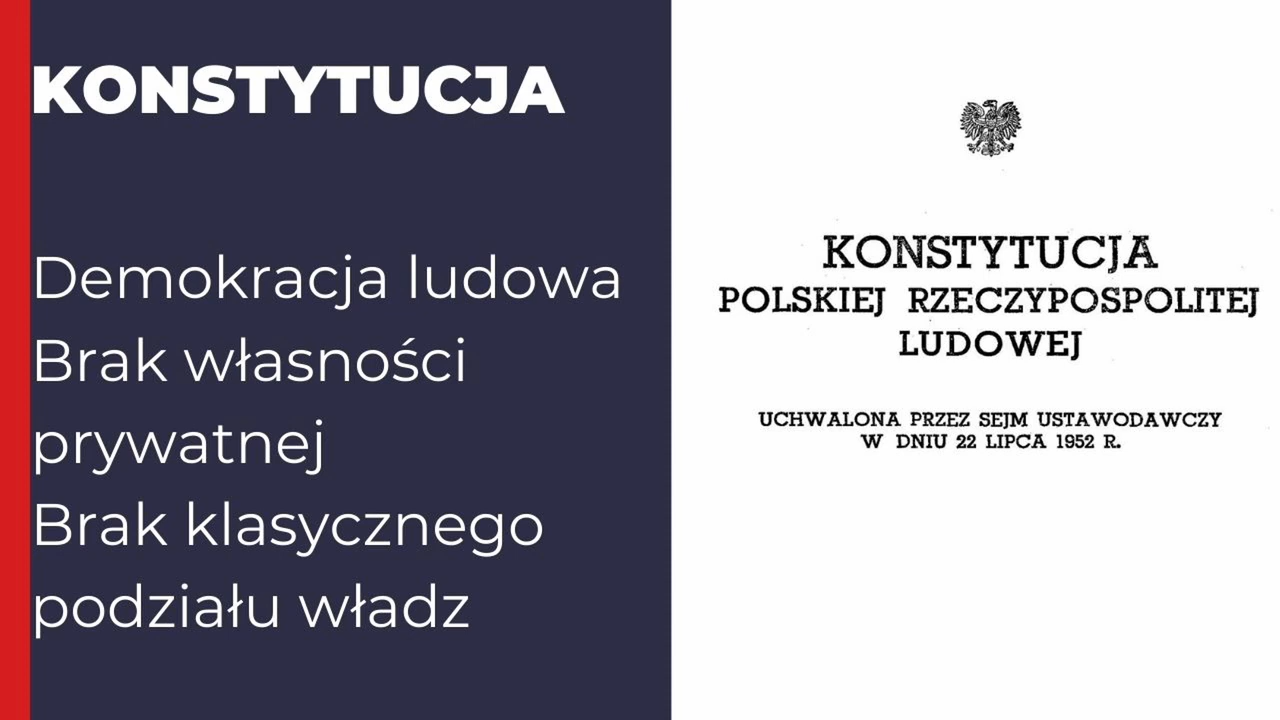 KONSTYTUCJA
Demokracja ludowa
Brak własności
prywatnej
Brak klasycznego
podziału władz
KONSTYTUCJA
POLSKIEJ RZECZYPOSPOLITEJ
LUDOWEJ
UCHWALONA PRZEZ SEJM USTAWODAWCZY
W DNIU 22 LIPCA 1952 R.